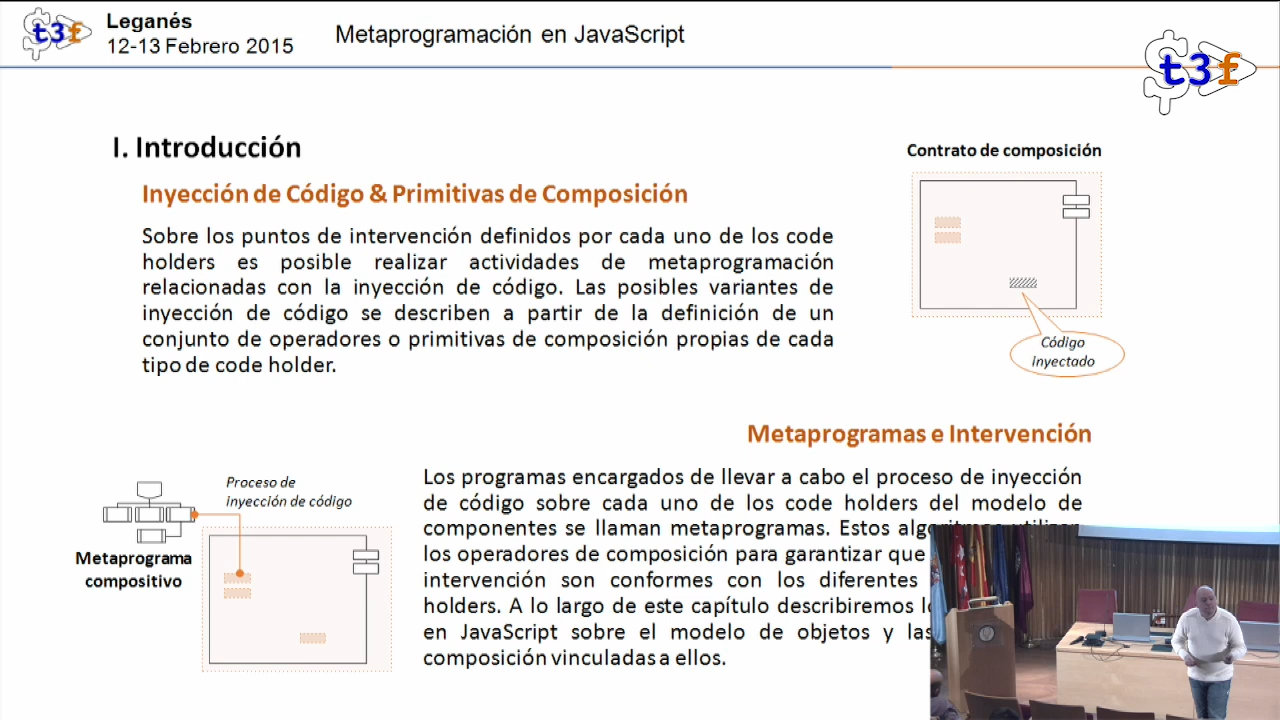 t3f
Leganés
12-13 Febrero 2015
Metaprogramación en JavaScript
t3f
I. Introducción
Inyección de Código & Primitivas de Composición
Sobre los puntos de intervención definidos por cada uno de los code
holders es posible realizar actividades de metaprogramación
relacionadas con la inyección de código. Las posibles variantes de
inyección de código se describen a partir de la definición de un
conjunto de operadores o primitivas de composición propias de cada
tipo de code holder.
Contrato de composición
Código
inyectado
Metaprogramas e Intervención
Los programas encargados de llevar a cabo el proceso de inyección
de código sobre cada uno de los code holders del modelo de
componentes se llaman metaprogramas. Estos
los operadores de composición para garantizar que
intervención son conformes con los diferentes
holders. A lo largo de este capítulo describiremos
en JavaScript sobre el modelo de objetos y las
composición vinculadas a ellos.
Proceso de
inyección de código
Metaprograma
compositivo